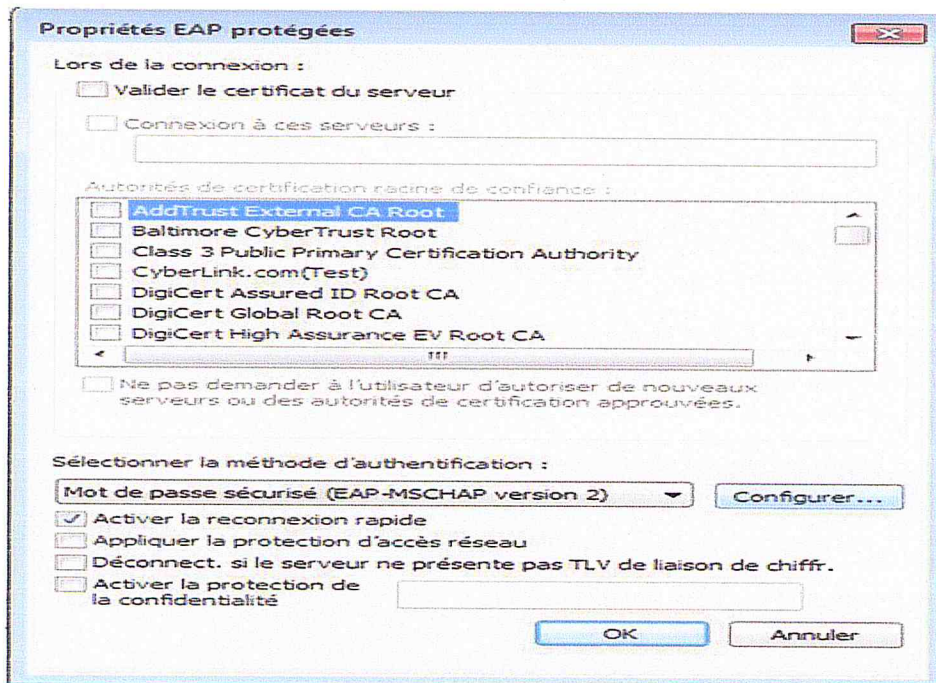 Propriétés EAP protégées
Lors de la connexion :
Valider le certificat du serveur
Connexion à ces serveurs :
Autorités de certification racine de confiance :
AddTrust External CA Root
Baltimore CyberTrust Root
Class 3 Public Primary Certification Authority
CyberLink.com(Test)
DigiCert Assured ID Root CA
DigiCert Global Root CA
DigiCert High Assurance EV Root CA
Ne pas demander à l'utilisateur d'autoriser de nouveaux
serveurs ou des autorités de certification approuvées.
Sélectionner la méthode d'authentification :
Mot de passe sécurisé (EAP-MSCHAP version 2)
Configurer...
Activer la reconnexion rapide
Appliquer la protection d'accès réseau
Déconnect. si le serveur ne présente pas TLV de liaison de chiffr.
Activer la protection de
la confidentialité
OK
Annuler